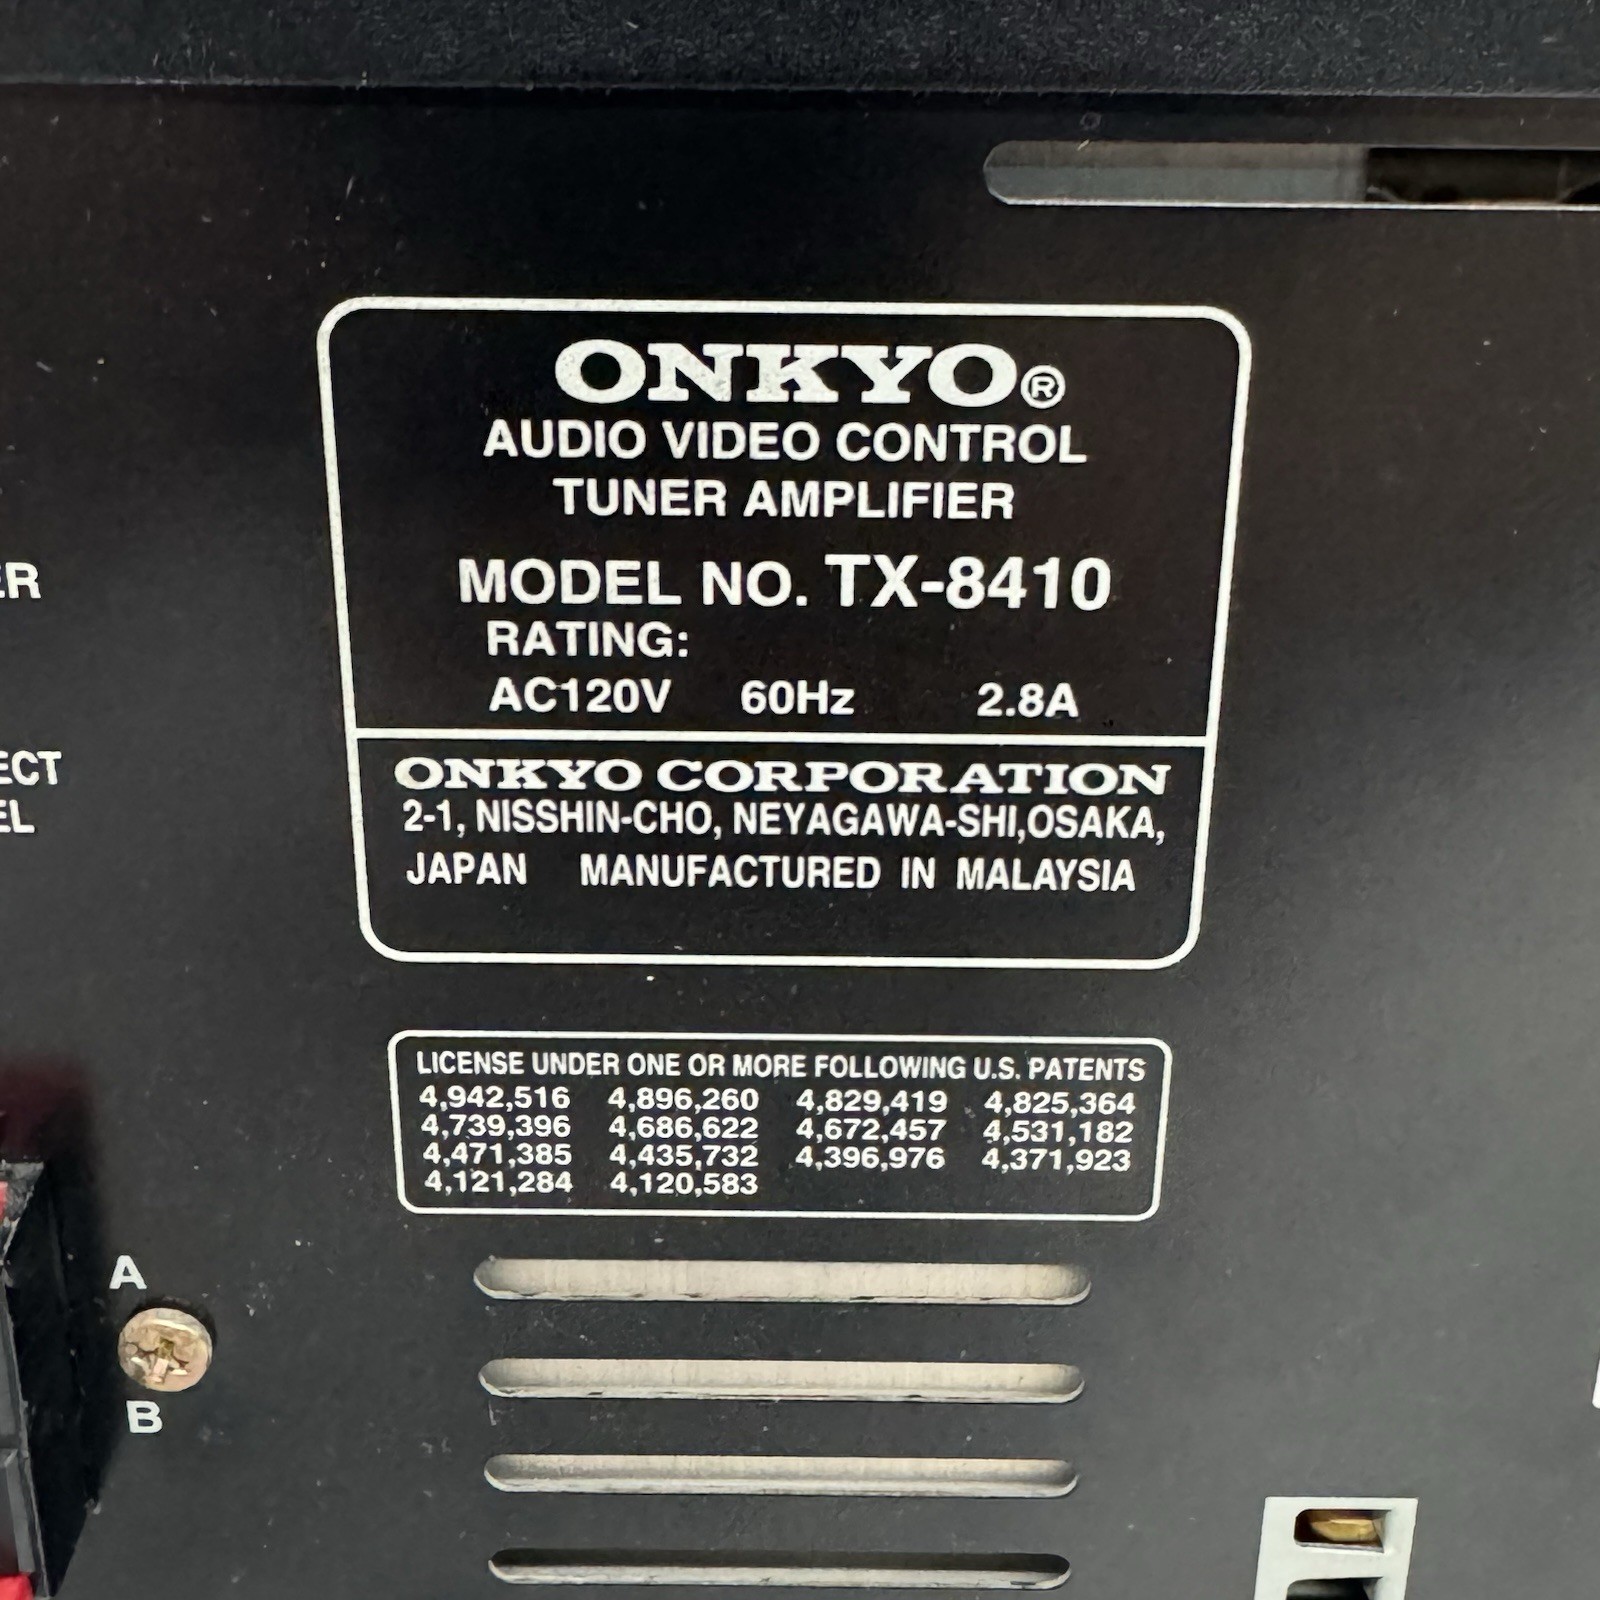 ONKYO®
AUDIO VIDEO CONTROL
TUNER AMPLIFIER
MODEL NO. TX-8410
RATING:
AC120V 60Hz 2.8A
ONKYO CORPORATION
2-1, NISSHIN-CHO, NEYAGAWA-SHI,OSAKA,
JAPAN MANUFACTURED IN MALAYSIA
LICENSE UNDER ONE OR MORE FOLLOWING U.S. PATENTS
4,942,516 4,896,260 4,829,419 4,825,364
4,739,396 4,686,622 4,672,457 4,531,182
4,471,385 4,435,732 4,396,976 4,371,923
4,121,284 4,120,583
A
B